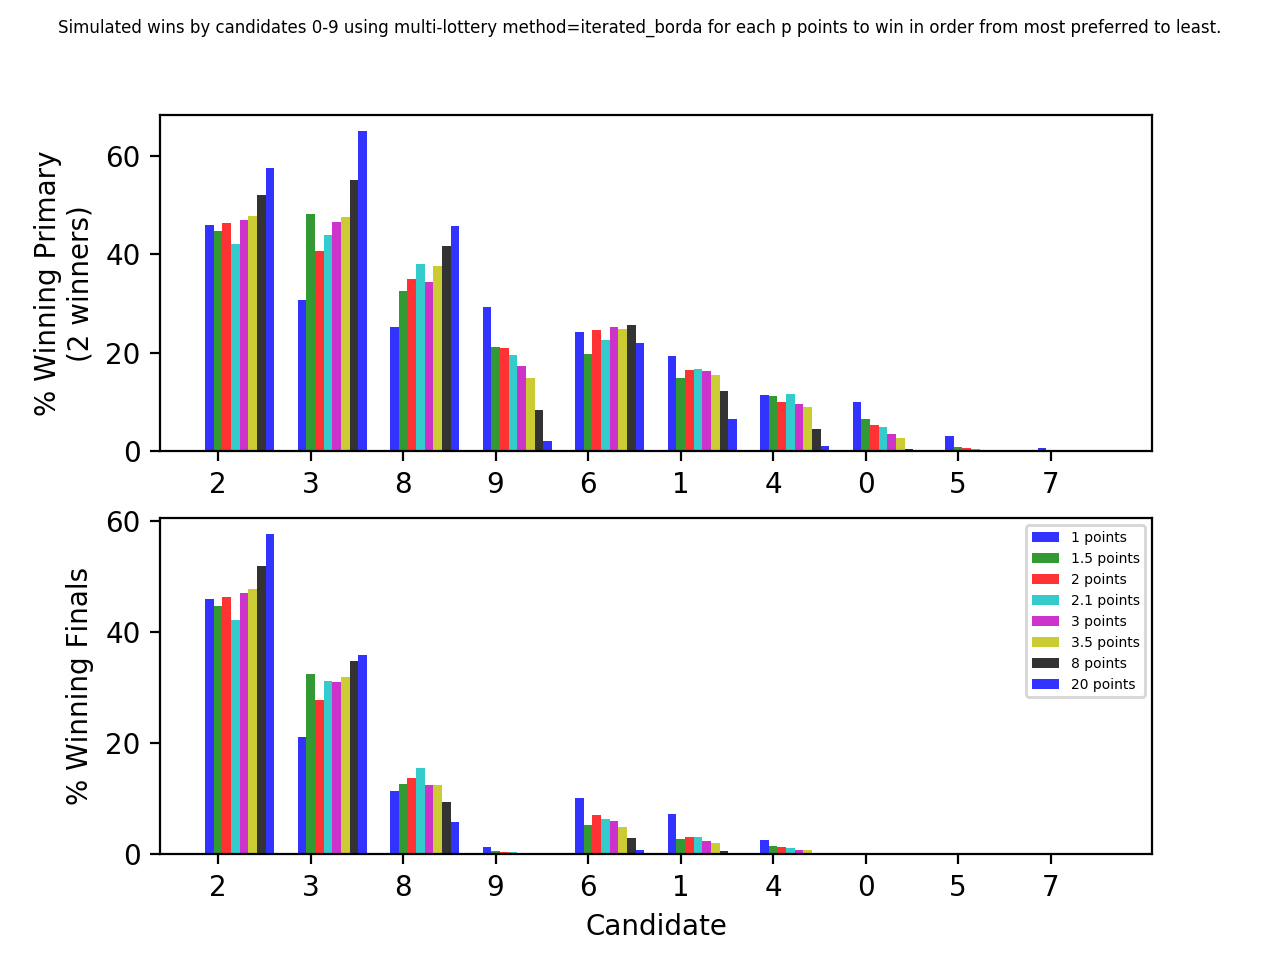 Simulated wins by candidates 0-9 using multi-lottery method=iterated_borda for each p points to win in order from most preferred to least.
% Winning Primary
(2 winners)
60
40
20
0
2 3 8 9 6 1 4 0 5 7
% Winning Finals
60
40
20
0
1 points
1.5 points
2 points
2.1 points
3 points
3.5 points
8 points
20 points
2 3 8 9 6 1 4 0 5 7
Candidate